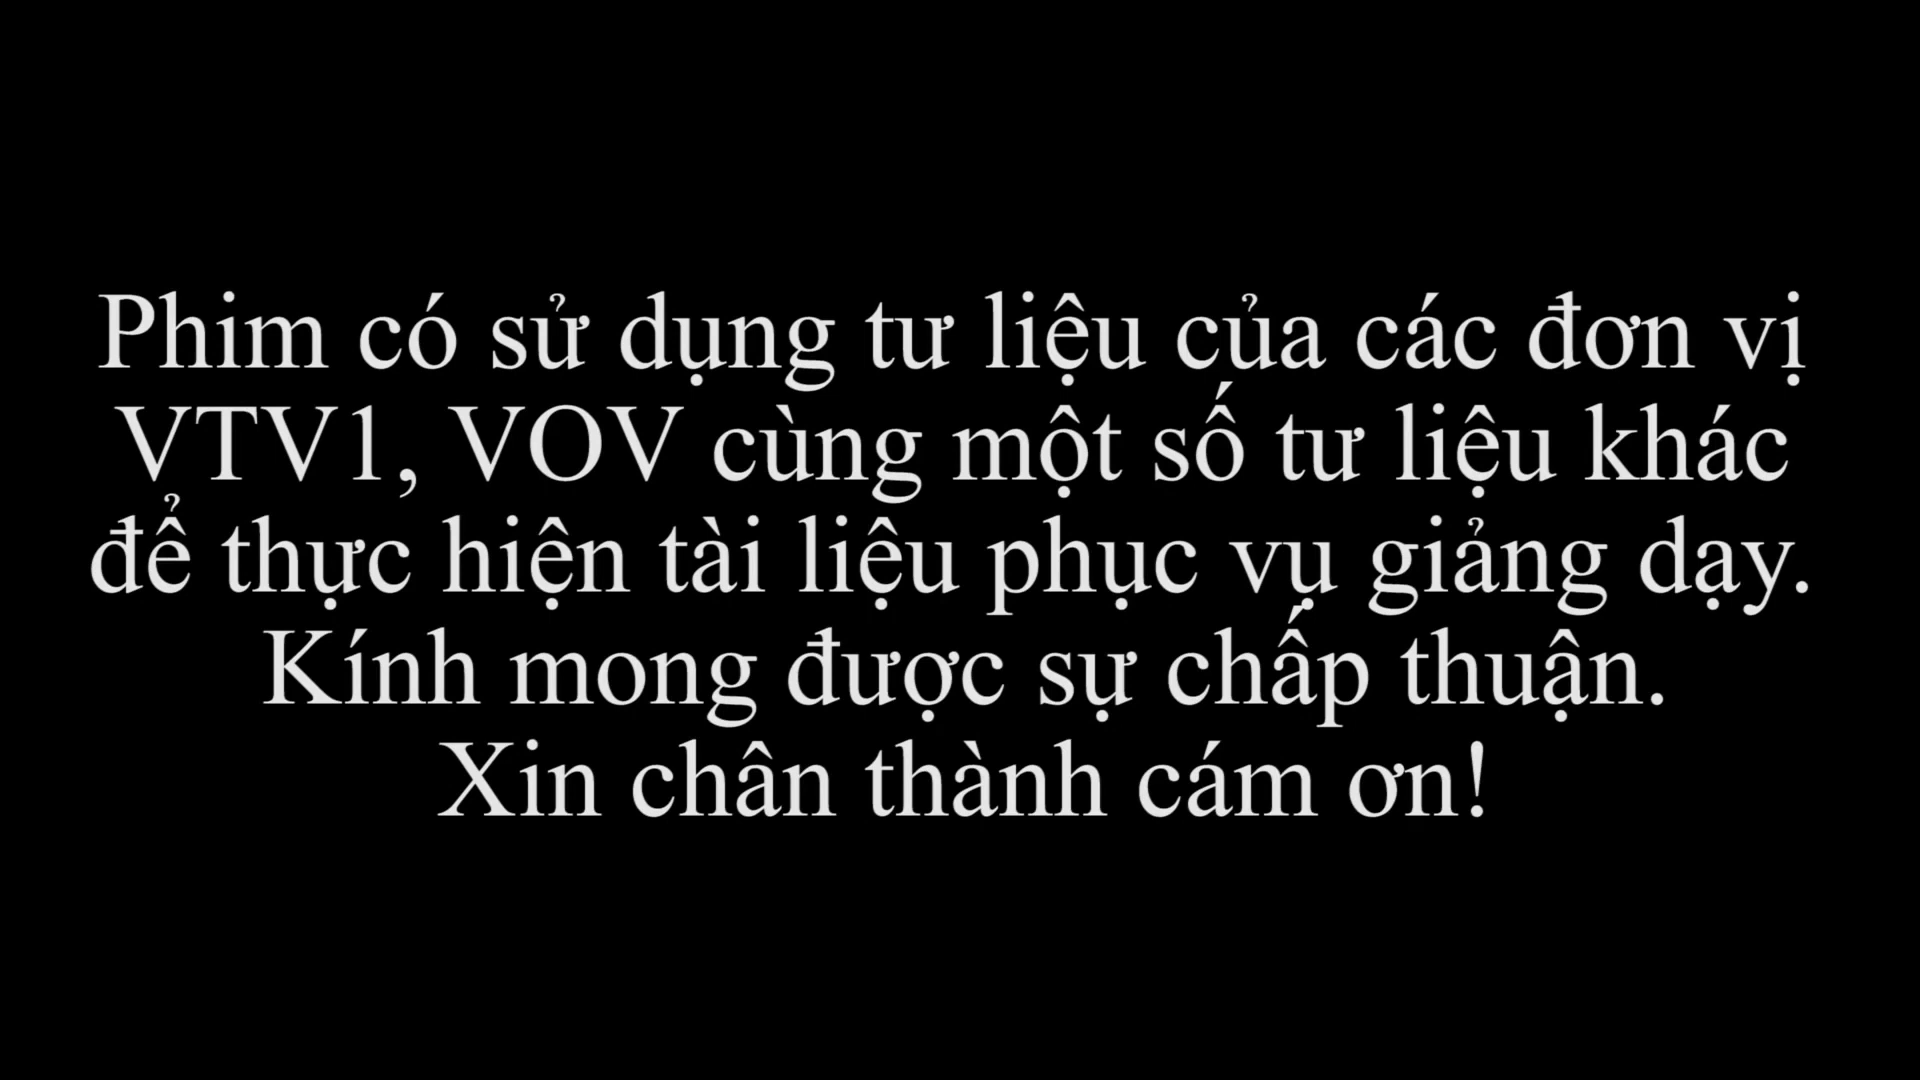 Phim có sử dụng tư liệu của các đơn vị
VTV1, VOV cùng một số tư liệu khác
để thực hiện tài liệu phục vụ giảng dạy.
Kính mong được sự chấp thuận.
Xin chân thành cám ơn!